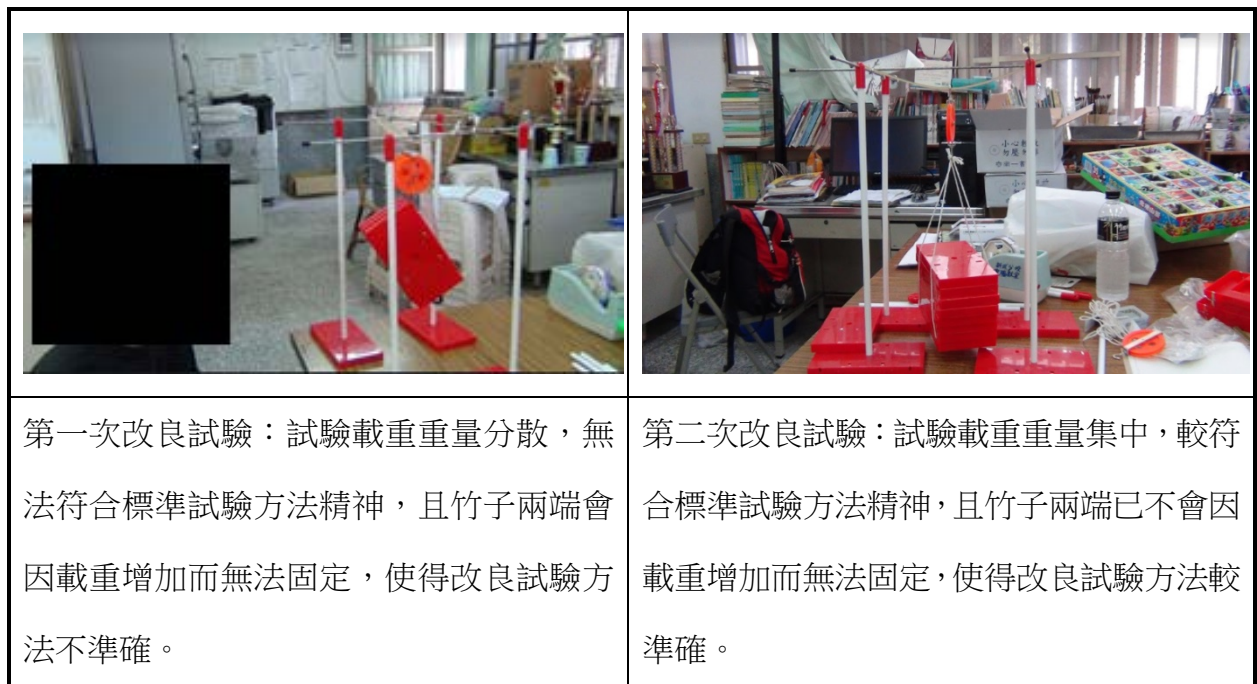 小心輕放
第一次改良試驗：試驗載重重量分散，無
法符合標準試驗方法精神，且竹子兩端會
因載重增加而無法固定，使得改良試驗方
法不準確。
第二次改良試驗：試驗載重重量集中，較符
合標準試驗方法精神，且竹子兩端已不會因
載重增加而無法固定，使得改良試驗方法較
準確。